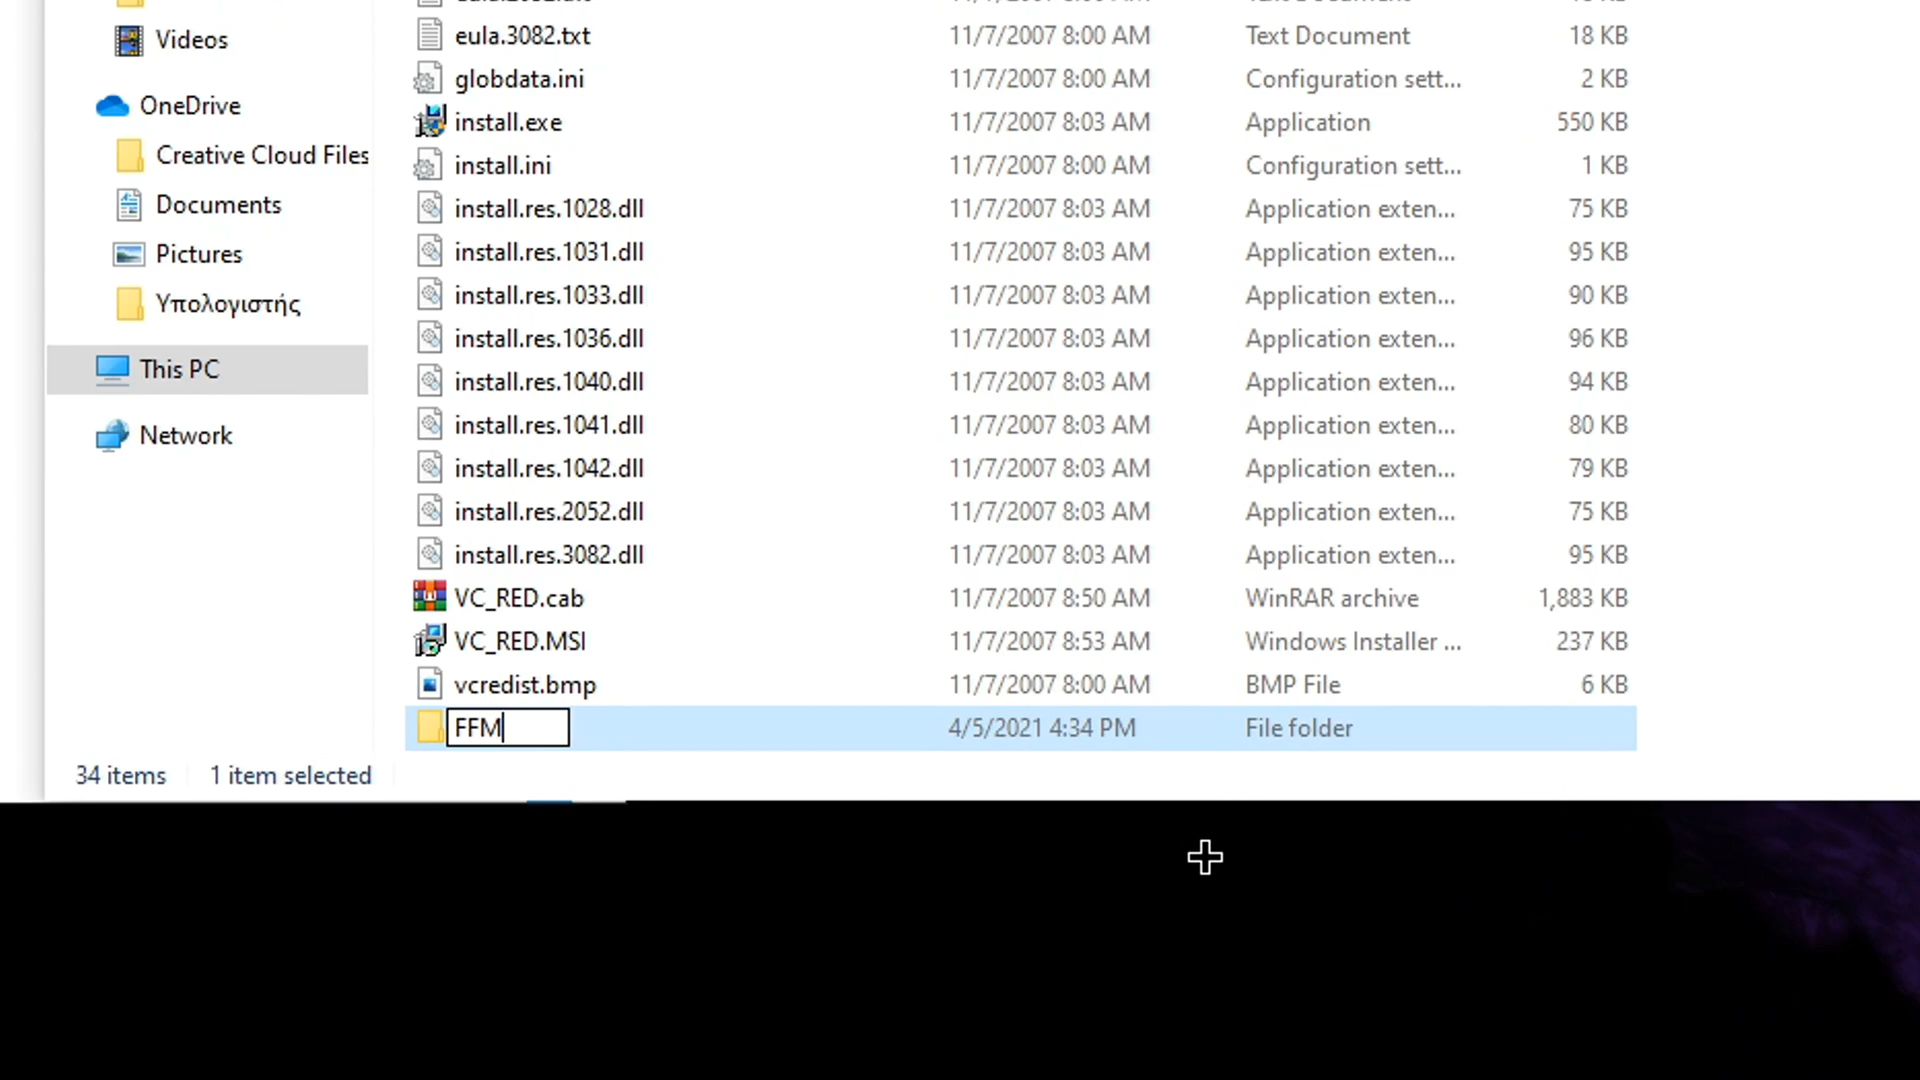 Videos
OneDrive
Creative Cloud Files
Documents
Pictures
Υπολογιστής
This PC
Network
eula.3082.txt 11/7/2007 8:00 AM Text Document 18 KB
globdata.ini 11/7/2007 8:00 AM Configuration sett... 2 KB
install.exe 11/7/2007 8:03 AM Application 550 KB
install.ini 11/7/2007 8:00 AM Configuration sett... 1 KB
install.res.1028.dll 11/7/2007 8:03 AM Application exten... 75 KB
install.res.1031.dll 11/7/2007 8:03 AM Application exten... 95 KB
install.res.1033.dll 11/7/2007 8:03 AM Application exten... 90 KB
install.res.1036.dll 11/7/2007 8:03 AM Application exten... 96 KB
install.res.1040.dll 11/7/2007 8:03 AM Application exten... 94 KB
install.res.1041.dll 11/7/2007 8:03 AM Application exten... 80 KB
install.res.1042.dll 11/7/2007 8:03 AM Application exten... 79 KB
install.res.2052.dll 11/7/2007 8:03 AM Application exten... 75 KB
install.res.3082.dll 11/7/2007 8:03 AM Application exten... 95 KB
VC_RED.cab 11/7/2007 8:50 AM WinRAR archive 1,883 KB
VC_RED.MSI 11/7/2007 8:53 AM Windows Installer ... 237 KB
vcredist.bmp 11/7/2007 8:00 AM BMP File 6 KB
FFM 4/5/2021 4:34 PM File folder
34 items 1 item selected